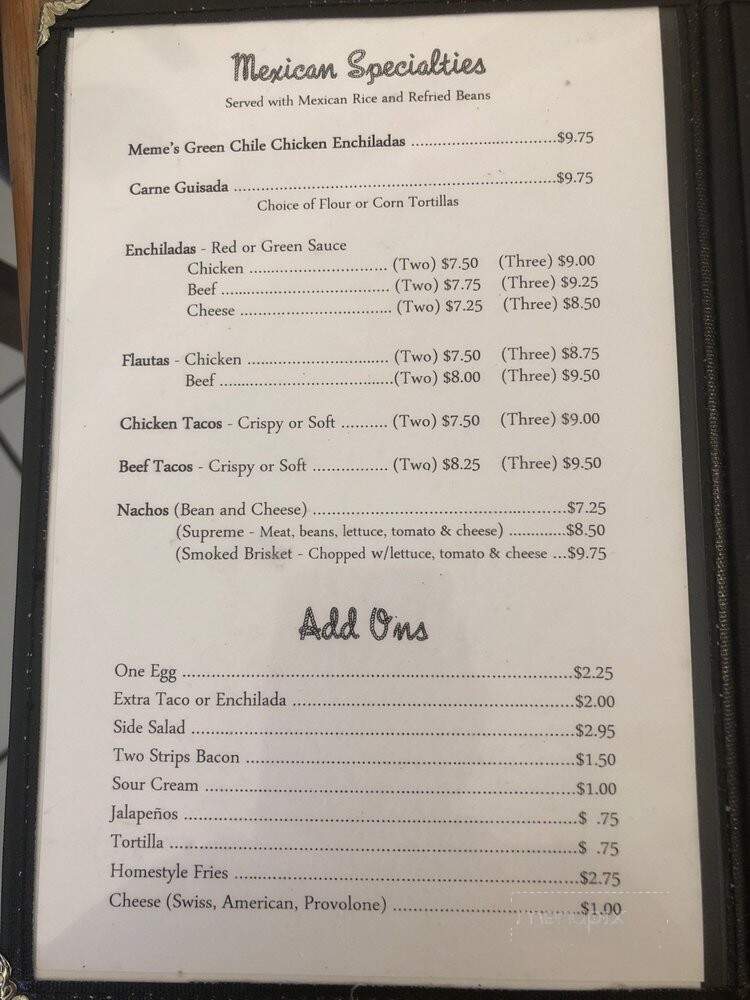 Mexican Specialties
Served with Mexican Rice and Refried Beans
Meme's Green Chile Chicken Enchiladas ..................................$9.75
Carne Guisada ..................................................................$9.75
Choice of Flour or Corn Tortillas
Enchiladas - Red or Green Sauce
Chicken ............................ (Two) $7.50 (Three) $9.00
Beef .................................. (Two) $7.75 (Three) $9.25
Cheese ............................... (Two) $7.25 (Three) $8.50
Flautas - Chicken ............................. (Two) $7.50 (Three) $8.75
Beef ...................................(Two) $8.00 (Three) $9.50
Chicken Tacos - Crispy or Soft .......... (Two) $7.50 (Three) $9.00
Beef Tacos - Crispy or Soft ................ (Two) $8.25 (Three) $9.50
Nachos (Bean and Cheese) ....................................................$7.25
(Supreme - Meat, beans, lettuce, tomato & cheese) ............$8.50
(Smoked Brisket - Chopped w/lettuce, tomato & cheese ...$9.75
Add Ons
One Egg ................................................................................$2.25
Extra Taco or Enchilada ..........................................................$2.00
Side Salad ...............................................................................$2.95
Two Strips Bacon ....................................................................$1.50
Sour Cream ............................................................................$1.00
Jalapeños .................................................................................$ .75
Tortilla ....................................................................................$ .75
Homestyle Fries ......................................................................$2.75
Cheese (Swiss, American, Provolone) ......................................$1.00
menupix